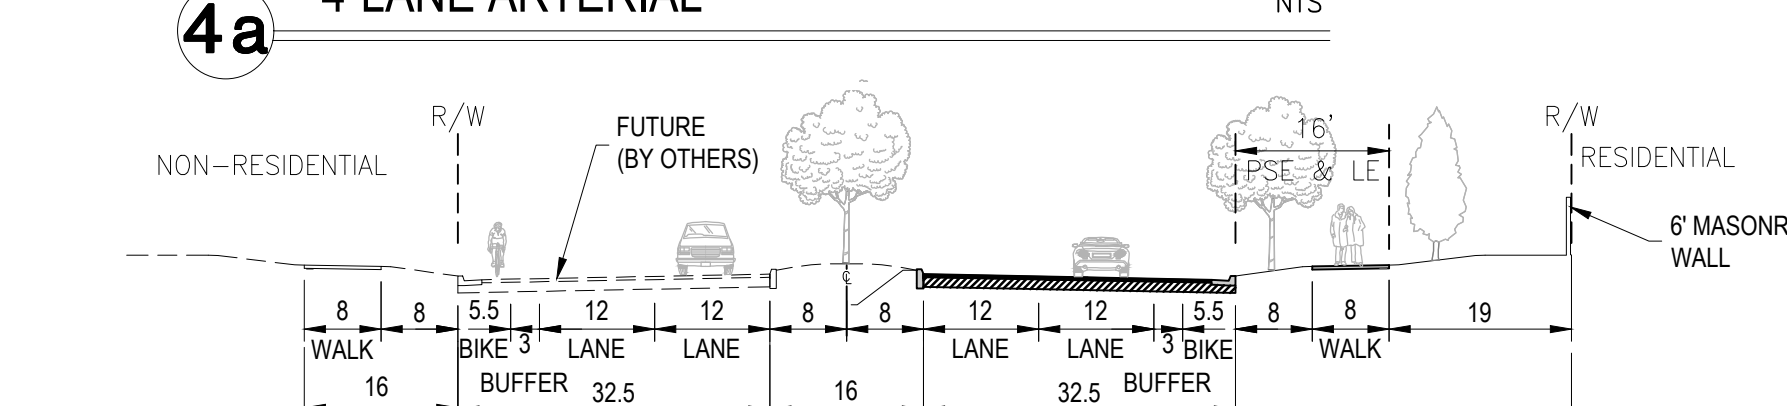 4 LANE ARTERIAL
NTS
4a
R/W
R/W
FUTURE
(BY OTHERS)
16'
NON-RESIDENTIAL
PSE & LE
RESIDENTIAL
6' MASONR
WALL
℄
8 8 5.5 3 12 12 8 8 12 12 3 5.5 8 8 19
WALK BIKE LANE LANE LANE LANE BIKE WALK
BUFFER BUFFER
16 32.5 16 32.5